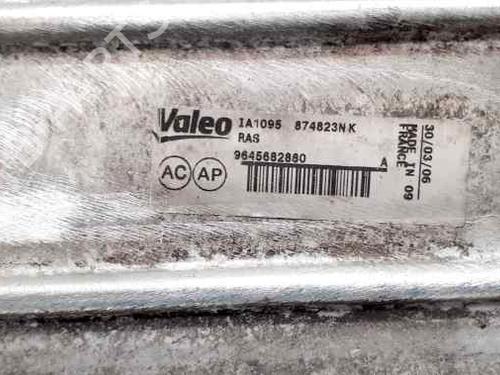 Valeo IA1095 874823NK
RAS
9645682880 A
AC AP
30/03/06
MADE IN 09
FRANCE